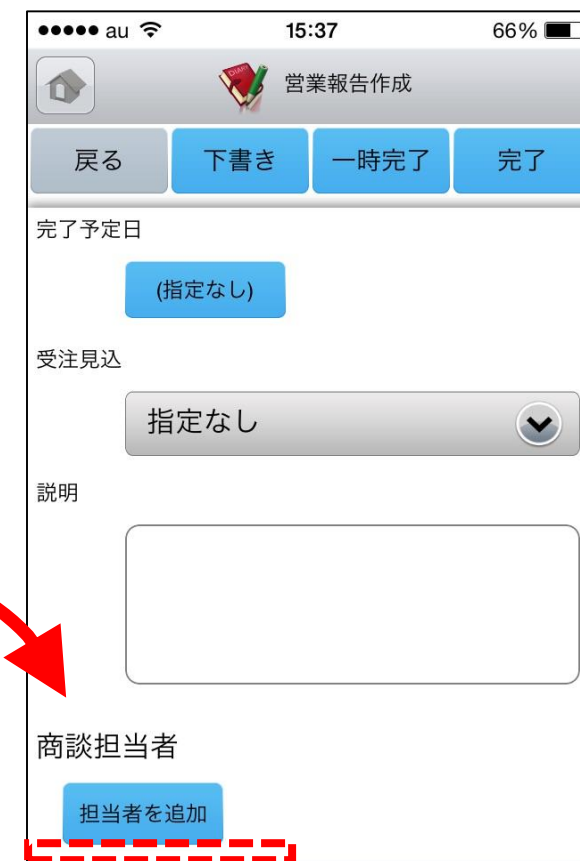 au 15:37 66%
DIARY
営業報告作成
戻る 下書き 一時完了 完了
完了予定日
(指定なし)
受注見込
指定なし
説明
商談担当者
担当者を追加